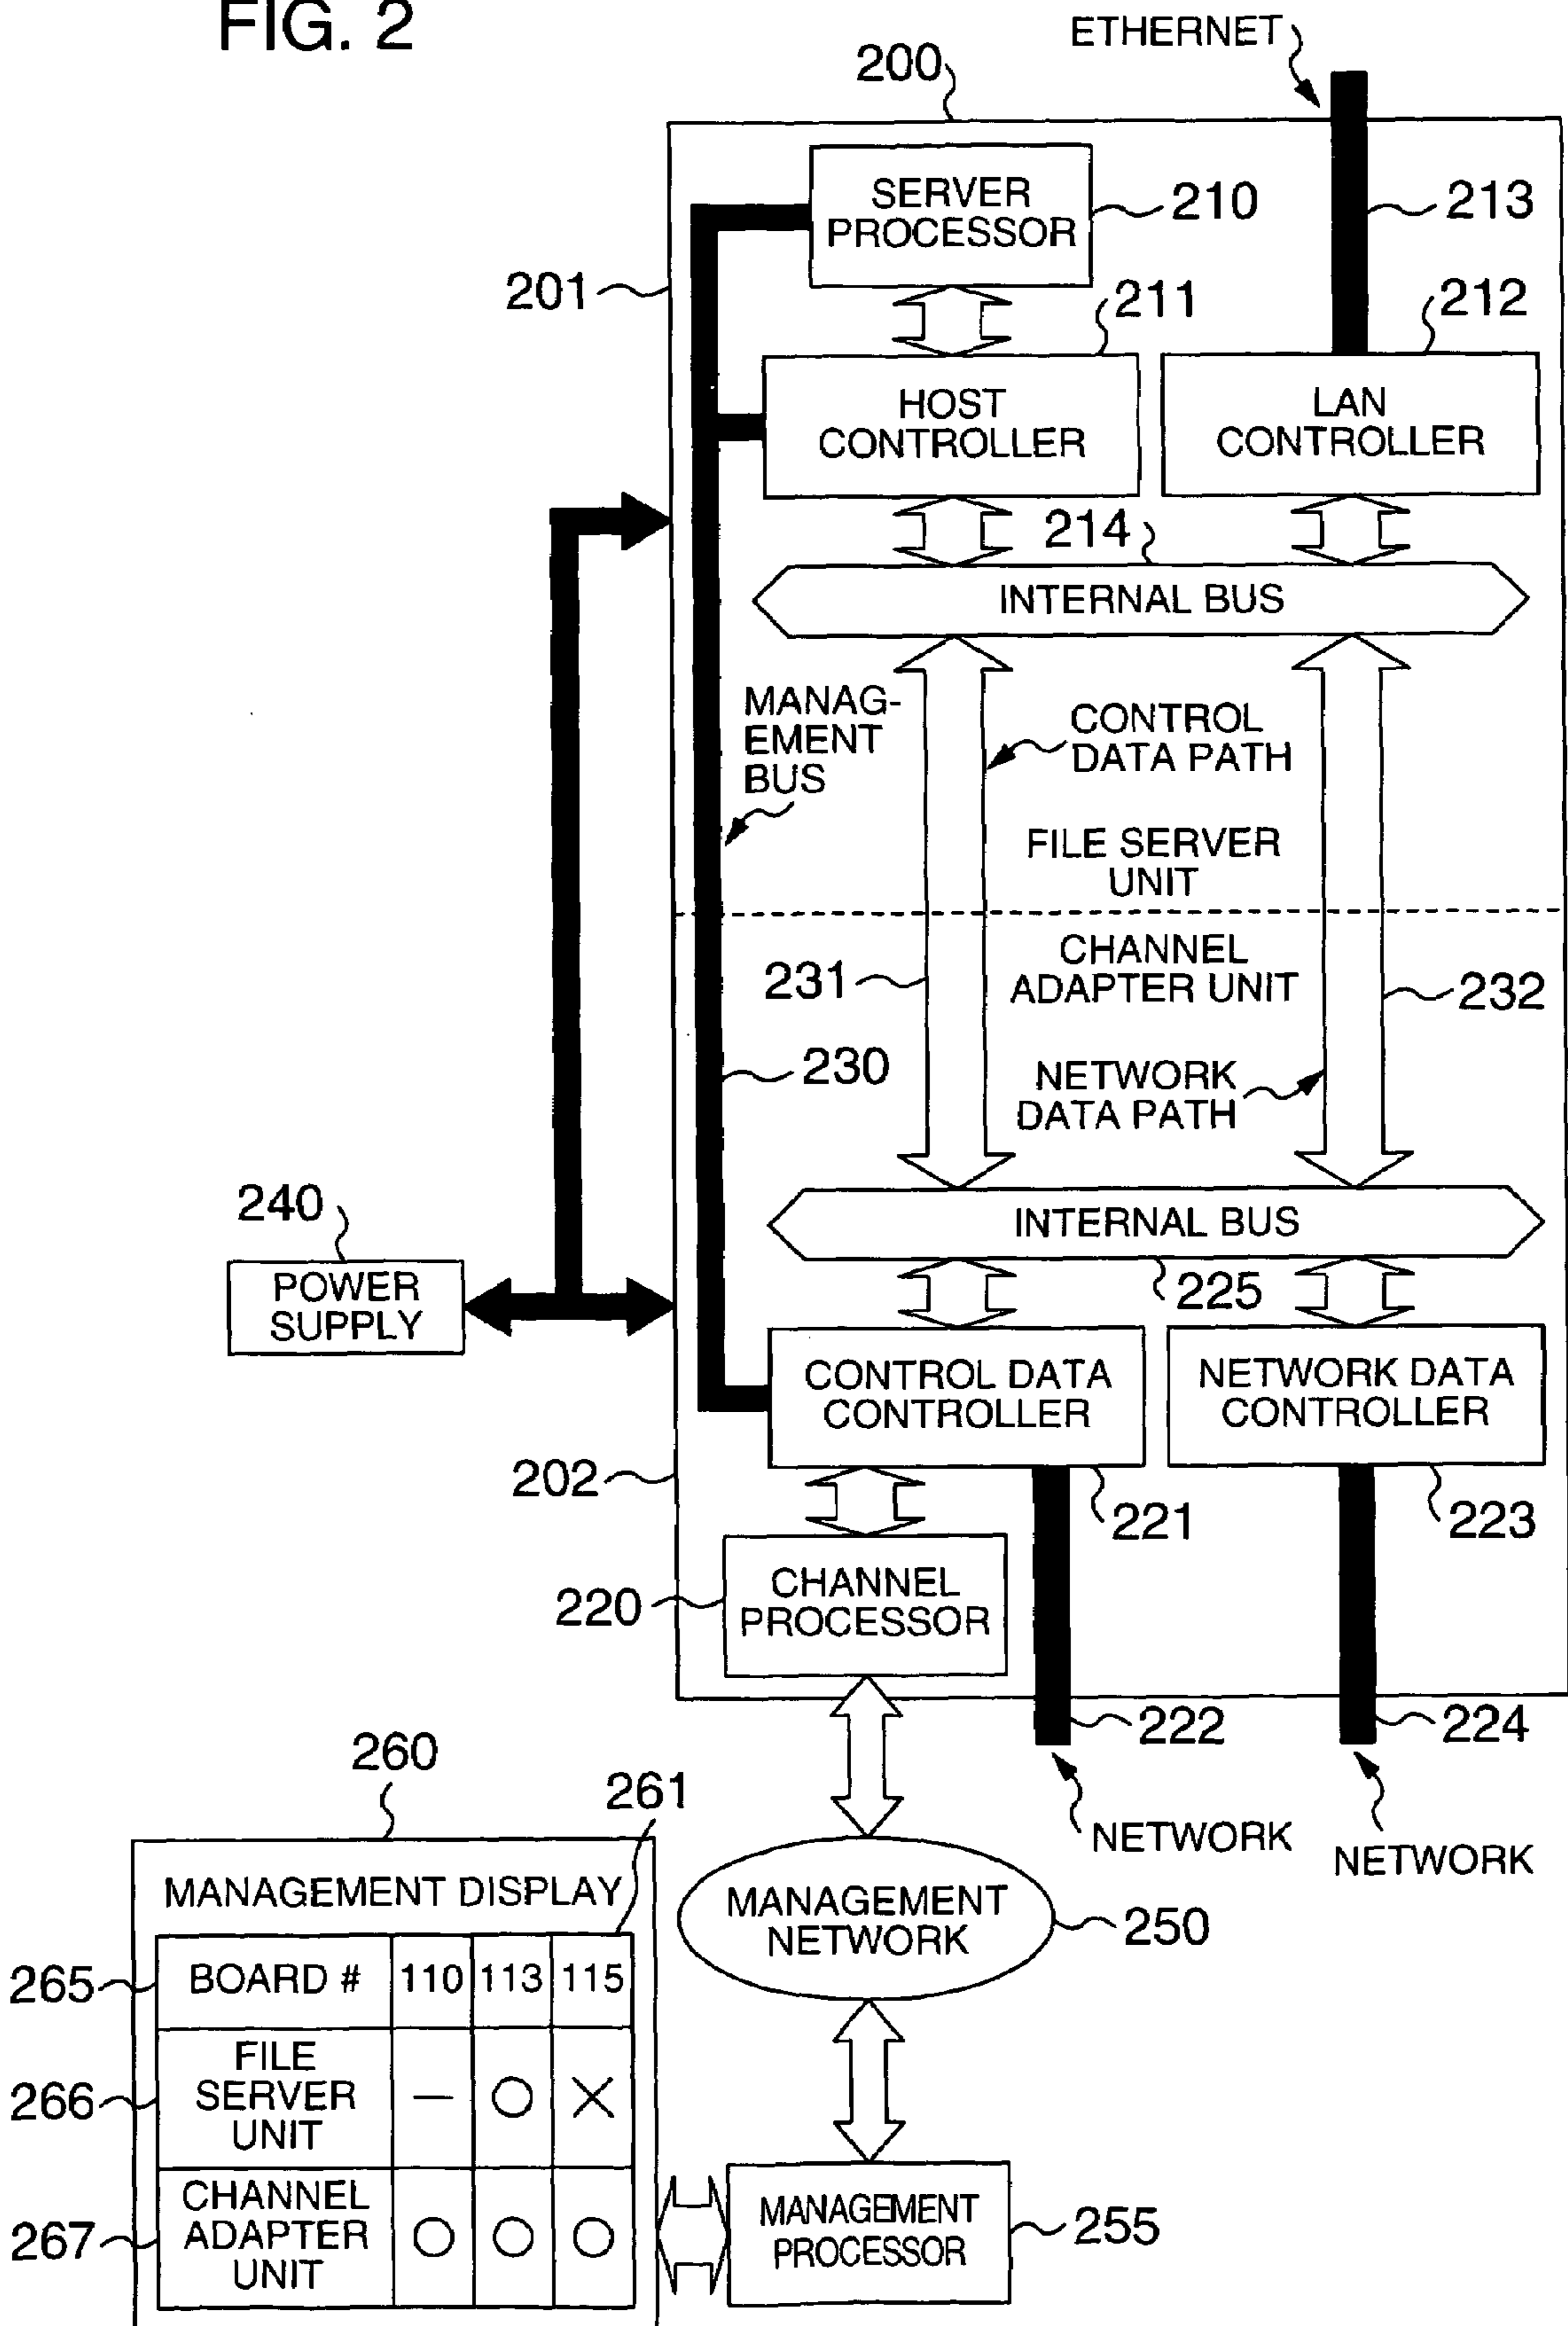 FIG. 2
ETHERNET
200
SERVER
PROCESSOR
210
213
201
211
212
HOST
CONTROLLER
LAN
CONTROLLER
214
INTERNAL BUS
MANAG-
EMENT
BUS
CONTROL
DATA PATH
FILE SERVER
UNIT
CHANNEL
ADAPTER UNIT
231
232
230
NETWORK
DATA PATH
240
INTERNAL BUS
POWER
SUPPLY
225
CONTROL DATA
CONTROLLER
NETWORK DATA
CONTROLLER
202
221
223
220
CHANNEL
PROCESSOR
222
224
260
261
NETWORK
NETWORK
MANAGEMENT DISPLAY
MANAGEMENT
NETWORK
250
265
BOARD # 110 113 115
266
FILE
SERVER
UNIT
— ○ ×
267
CHANNEL
ADAPTER
UNIT
○ ○ ○
MANAGEMENT
PROCESSOR
255